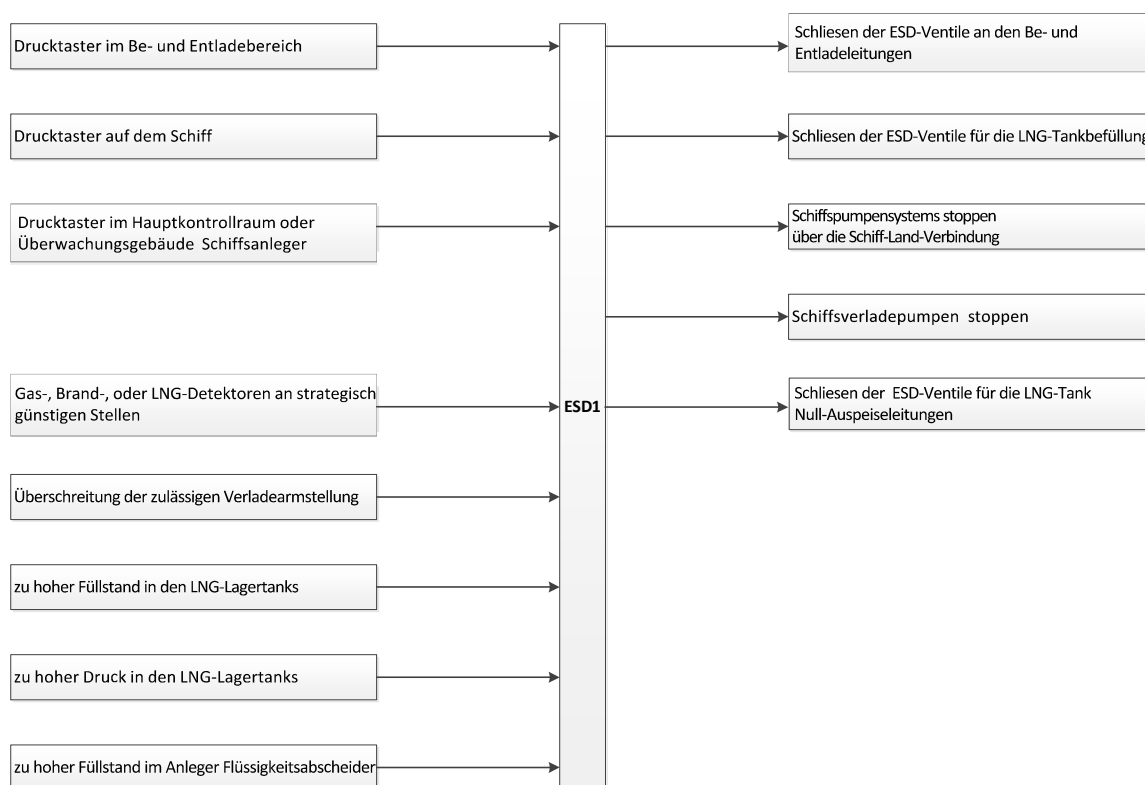 Drucktaster im Be- und Entladebereich
Drucktaster auf dem Schiff
Drucktaster im Hauptkontrollraum oder
Überwachungsgebäude Schiffsanleger
Gas-, Brand-, oder LNG-Detektoren an strategisch
günstigen Stellen
Überschreitung der zulässigen Verladearmstellung
zu hoher Füllstand in den LNG-Lagertanks
zu hoher Druck in den LNG-Lagertanks
zu hoher Füllstand im Anleger Flüssigkeitsabscheider
ESD1
Schliesen der ESD-Ventile an den Be- und
Entladeleitungen
Schliesen der ESD-Ventile für die LNG-Tankbefüllung
Schiffspumpensystems stoppen
über die Schiff-Land-Verbindung
Schiffsverladepumpen stoppen
Schliesen der ESD-Ventile für die LNG-Tank
Null-Auspeiseleitungen